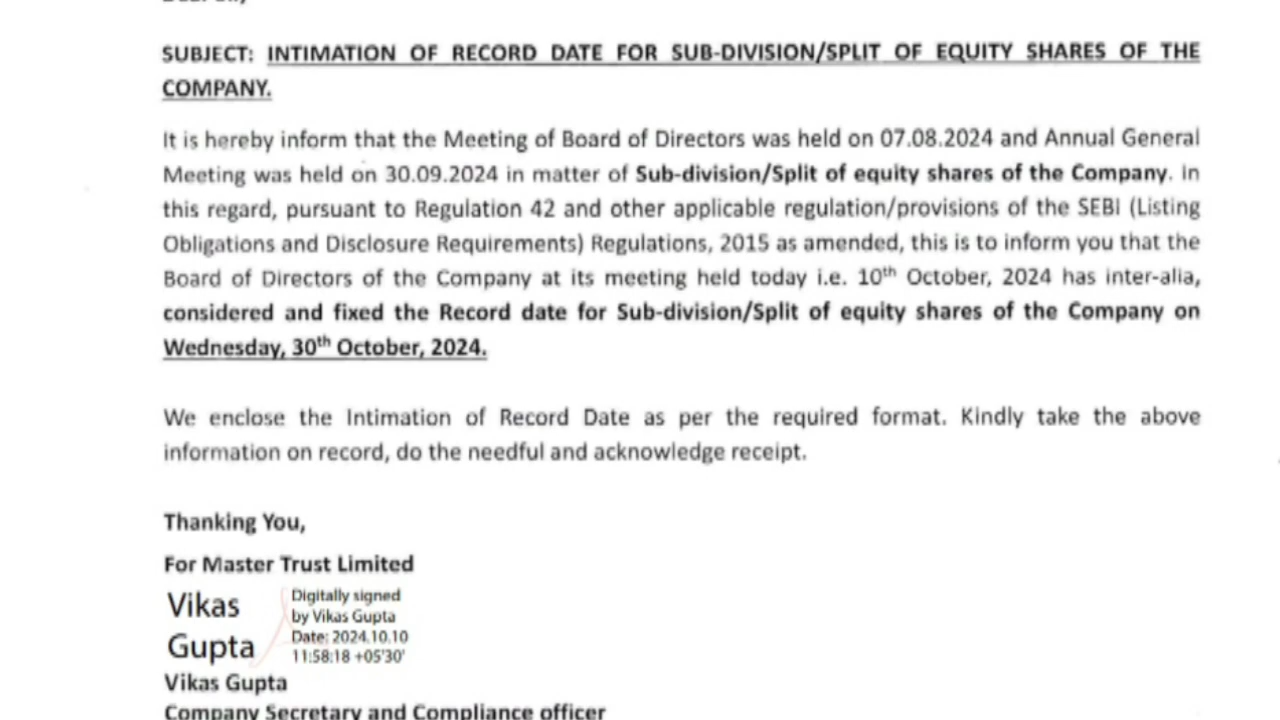 SUBJECT: INTIMATION OF RECORD DATE FOR SUB-DIVISION/SPLIT OF EQUITY SHARES OF THE
COMPANY.
It is hereby inform that the Meeting of Board of Directors was held on 07.08.2024 and Annual General
Meeting was held on 30.09.2024 in matter of Sub-division/Split of equity shares of the Company. In
this regard, pursuant to Regulation 42 and other applicable regulation/provisions of the SEBI (Listing
Obligations and Disclosure Requirements) Regulations, 2015 as amended, this is to inform you that the
Board of Directors of the Company at its meeting held today i.e. 10th October, 2024 has inter-alia,
considered and fixed the Record date for Sub-division/Split of equity shares of the Company on
Wednesday, 30th October, 2024.
We enclose the Intimation of Record Date as per the required format. Kindly take the above
information on record, do the needful and acknowledge receipt.
Thanking You,
For Master Trust Limited
Vikas
Gupta
Digitally signed
by Vikas Gupta
Date: 2024.10.10
11:58:18 +05'30'
Vikas Gupta
Company Secretary and Compliance officer